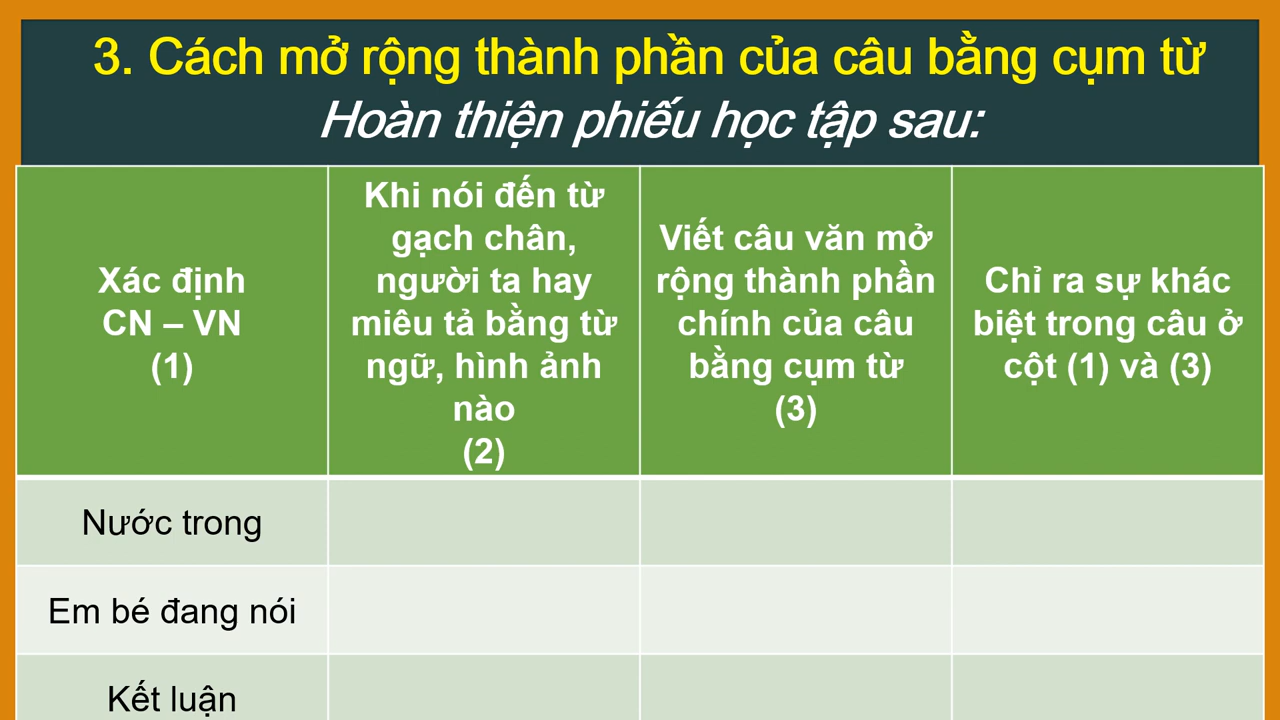 3. Cách mở rộng thành phần của câu bằng cụm từ
Hoàn thiện phiếu học tập sau:
Xác định
CN – VN
(1)
Khi nói đến từ
gạch chân,
người ta hay
miêu tả bằng từ
ngữ, hình ảnh
nào
(2)
Viết câu văn mở
rộng thành phần
chính của câu
bằng cụm từ
(3)
Chỉ ra sự khác
biệt trong câu ở
cột (1) và (3)
Nước trong
Em bé đang nói
Kết luận